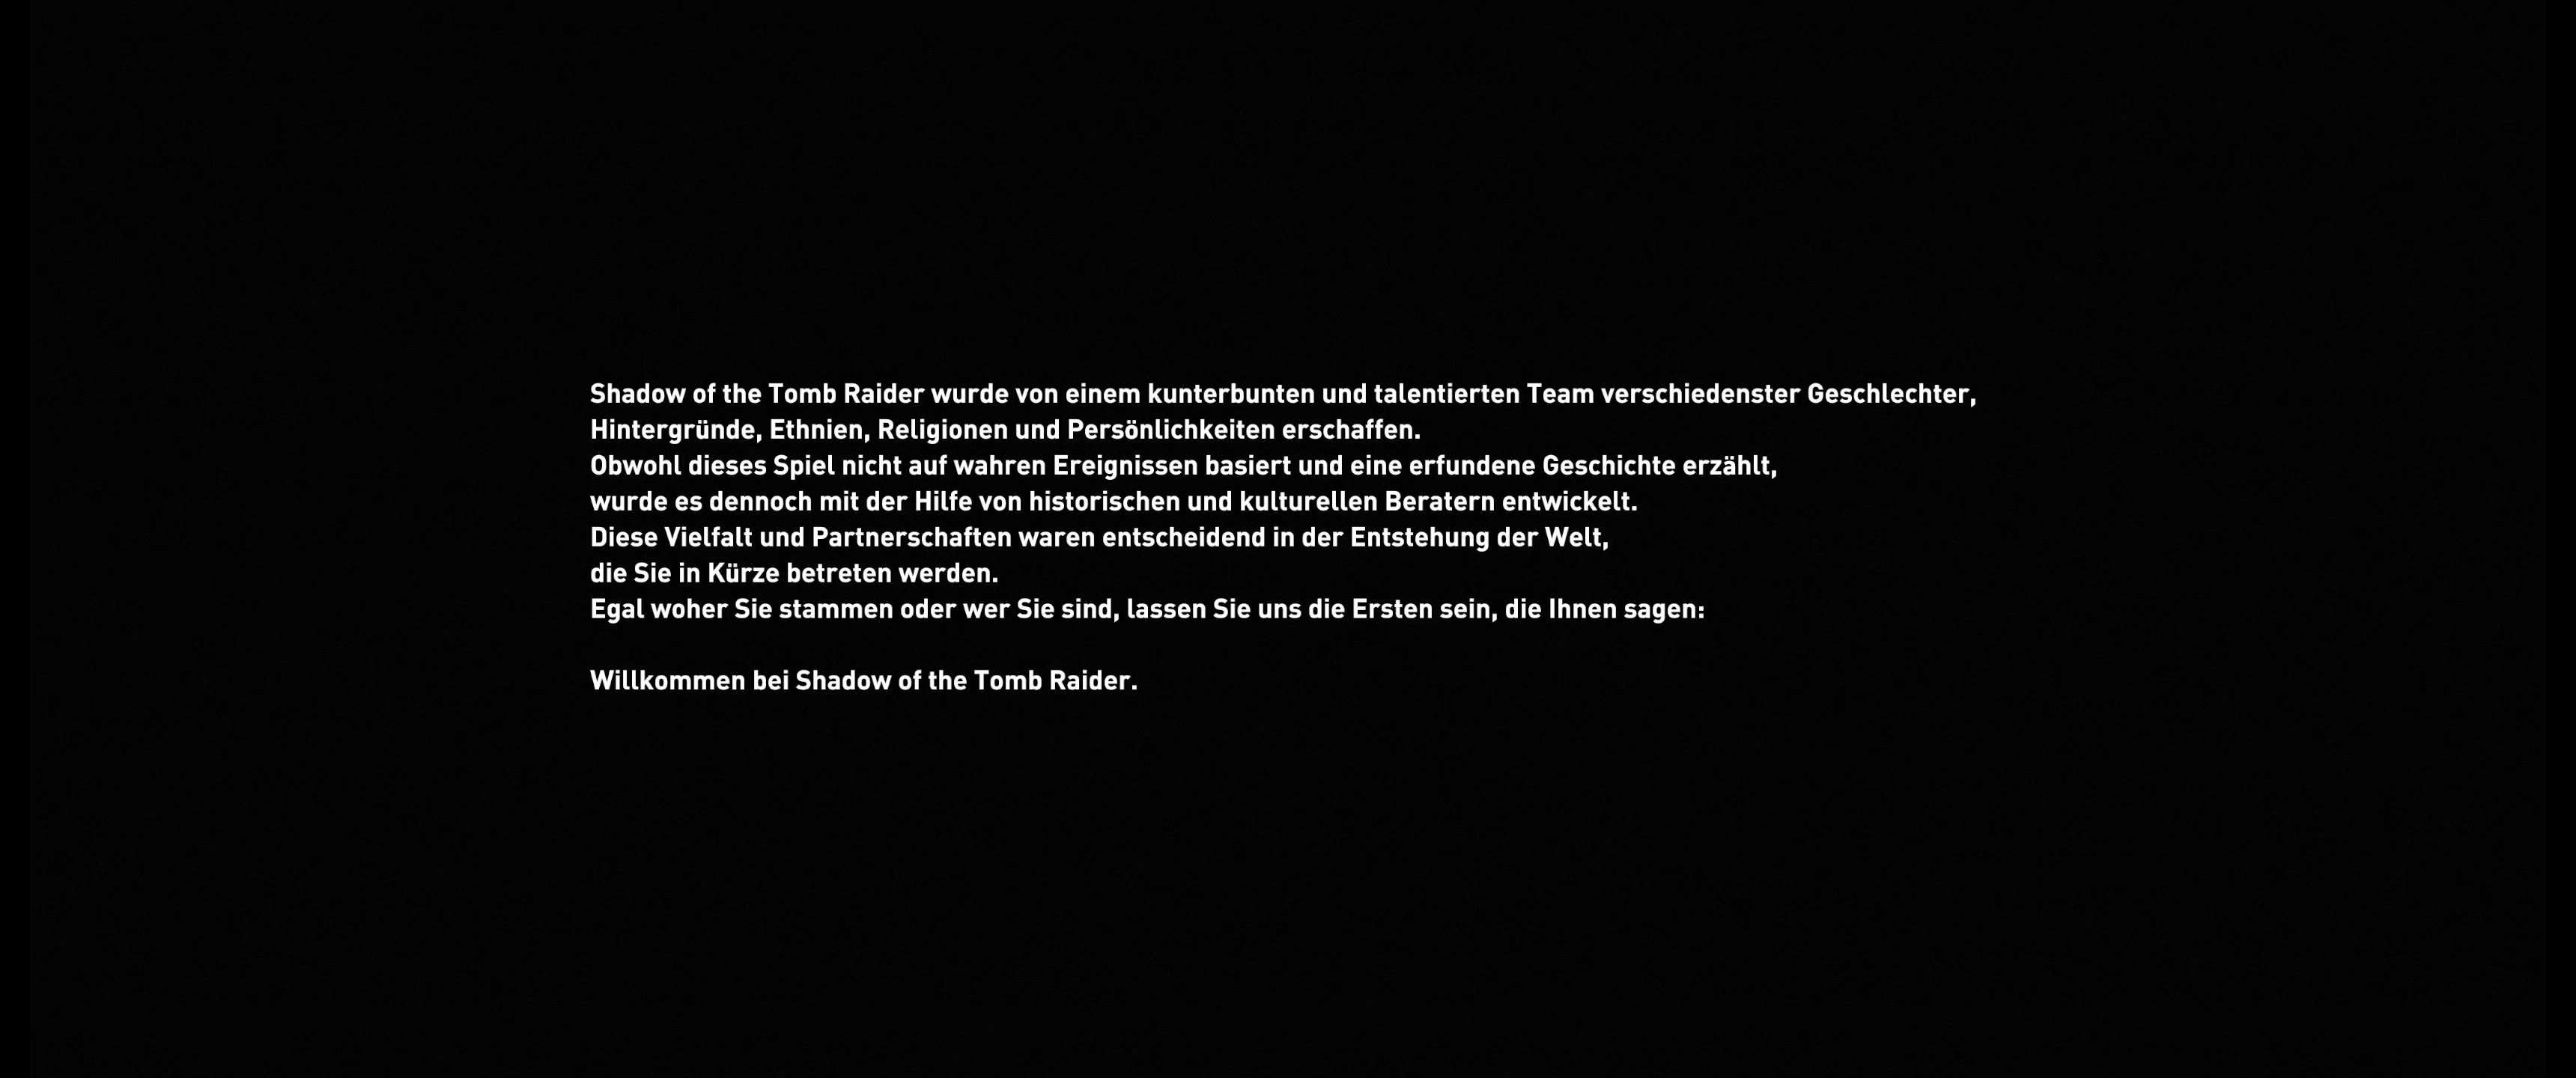 Shadow of the Tomb Raider wurde von einem kunterbunten und talentierten Team verschiedenster Geschlechter,
Hintergründe, Ethnien, Religionen und Persönlichkeiten erschaffen.
Obwohl dieses Spiel nicht auf wahren Ereignissen basiert und eine erfundene Geschichte erzählt,
wurde es dennoch mit der Hilfe von historischen und kulturellen Beratern entwickelt.
Diese Vielfalt und Partnerschaften waren entscheidend in der Entstehung der Welt,
die Sie in Kürze betreten werden.
Egal woher Sie stammen oder wer Sie sind, lassen Sie uns die Ersten sein, die Ihnen sagen:
Willkommen bei Shadow of the Tomb Raider.